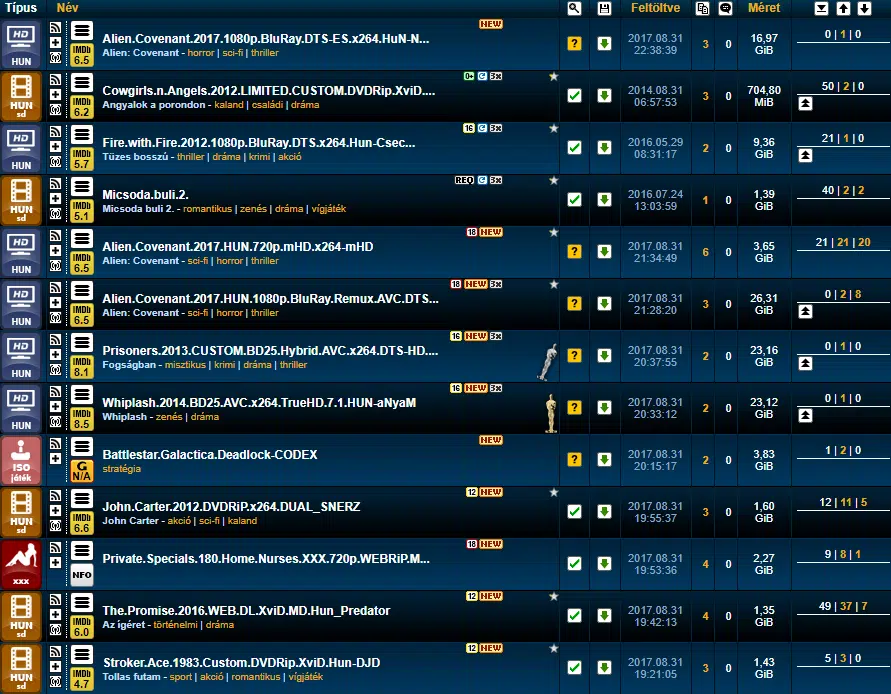 Típus Név Feltöltve Méret
HD HUN
IMDb 6.5
NEW
Alien.Covenant.2017.1080p.BluRay.DTS-ES.x264.HuN-N...
Alien: Covenant - horror | sci-fi | thriller
?
2017.08.31
22:38:39
3
0
16,97
GiB
0 | 1 | 0
HUN sd
IMDb 6.2
3x
Cowgirls.n.Angels.2012.LIMITED.CUSTOM.DVDRip.XviD....
Angyalok a porondon - kaland | családi | dráma
2014.08.31
06:57:53
3
0
704,80
MiB
50 | 2 | 0
HD HUN
IMDb 5.7
16 3x
Fire.with.Fire.2012.1080p.BluRay.DTS.x264.Hun-Csec...
Tüzes bosszú - thriller | dráma | krimi | akció
2016.05.29
08:31:17
2
0
9,36
GiB
21 | 1 | 0
HUN sd
IMDb 5.1
REQ 3x
Micsoda.buli.2.
Micsoda buli 2. - romantikus | zenés | dráma | vígjáték
2016.07.24
13:03:59
1
0
1,39
GiB
40 | 2 | 2
HD HUN
IMDb 6.5
18 NEW
Alien.Covenant.2017.HUN.720p.mHD.x264-mHD
Alien: Covenant - sci-fi | horror | thriller
?
2017.08.31
21:34:49
6
0
3,65
GiB
21 | 21 | 20
HD HUN
IMDb 6.5
18 NEW 3x
Alien.Covenant.2017.HUN.1080p.BluRay.Remux.AVC.DTS...
Alien: Covenant - sci-fi | horror | thriller
?
2017.08.31
21:28:20
3
0
26,31
GiB
0 | 2 | 8
HD HUN
IMDb 8.1
16 NEW 3x
Prisoners.2013.CUSTOM.BD25.Hybrid.AVC.x264.DTS-HD....
Fogságban - misztikus | krimi | dráma | thriller
?
2017.08.31
20:37:55
2
0
23,16
GiB
0 | 1 | 0
HD HUN
IMDb 8.5
16 NEW 3x
Whiplash.2014.BD25.AVC.x264.TrueHD.7.1.HUN-aNyaM
Whiplash - zenés | dráma
?
2017.08.31
20:33:12
2
0
23,12
GiB
0 | 1 | 0
ISO játék
G N/A
NEW
Battlestar.Galactica.Deadlock-CODEX
stratégia
?
2017.08.31
20:15:17
2
0
3,83
GiB
1 | 2 | 0
HUN sd
IMDb 6.6
12 NEW
John.Carter.2012.DVDRiP.x264.DUAL_SNERZ
John Carter - akció | sci-fi | kaland
2017.08.31
19:55:37
3
0
1,60
GiB
12 | 11 | 5
xxx
NFO
18 NEW
Private.Specials.180.Home.Nurses.XXX.720p.WEBRiP.M...
2017.08.31
19:53:36
4
0
2,27
GiB
9 | 8 | 1
HUN sd
IMDb 6.0
12 NEW
The.Promise.2016.WEB.DL.XviD.MD.Hun_Predator
Az ígéret - történelmi | dráma
2017.08.31
19:42:13
4
0
1,35
GiB
49 | 37 | 7
HUN sd
IMDb 4.7
12 NEW
Stroker.Ace.1983.Custom.DVDRip.XviD.Hun-DJD
Tollas futam - sport | akció | romantikus | vígjáték
2017.08.31
19:21:05
3
0
1,43
GiB
5 | 3 | 0